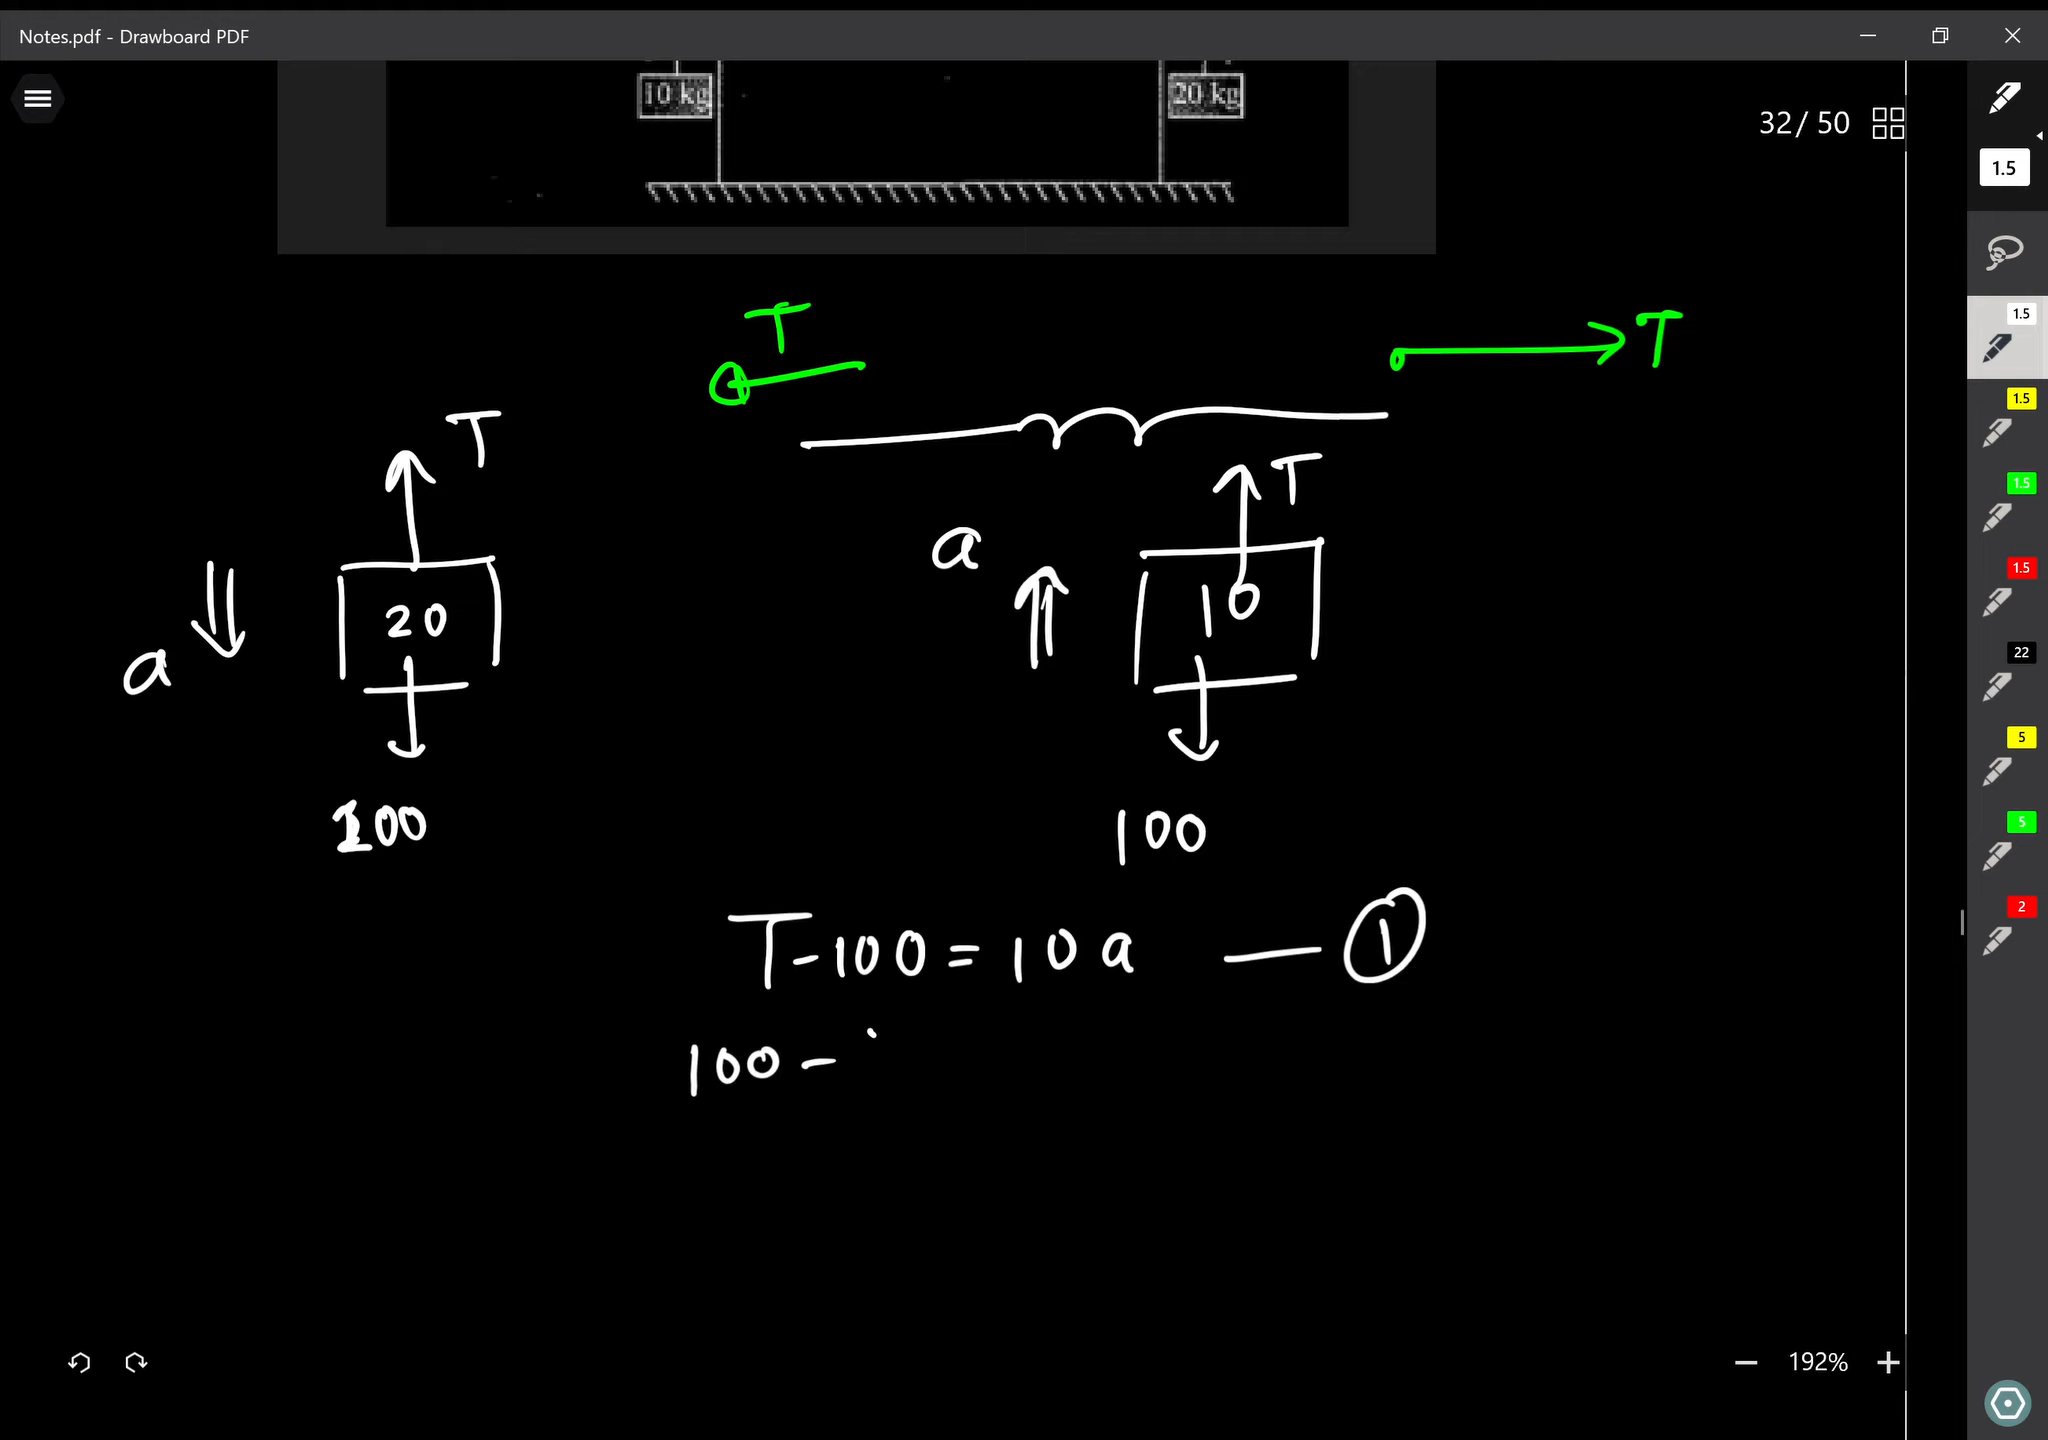 Notes.pdf - Drawboard PDF
10 kg
20 kg
32/ 50
1.5
T
T
1.5
1.5
T
T
1.5
a
20
10
1.5
a
22
5
200
100
5
T-100 = 10 a — 1
2
100 -
192%